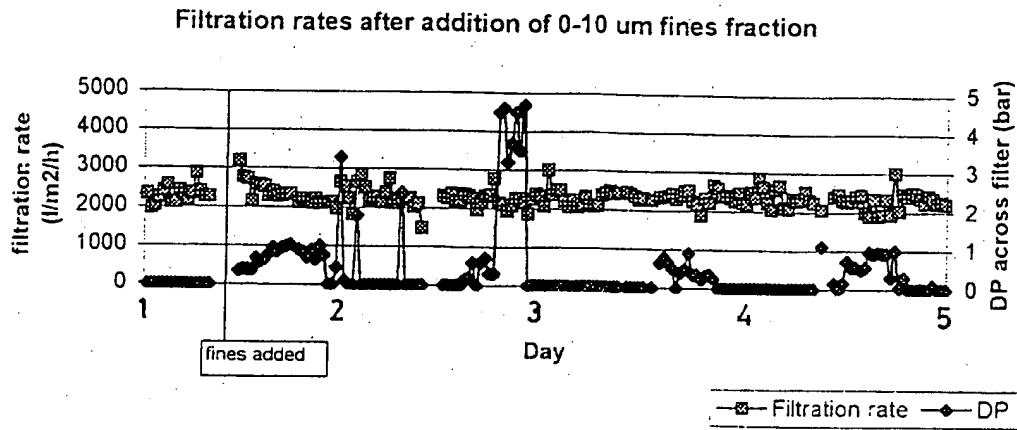 Filtration rates after addition of 0-10 um fines fraction
filtration rate
(l/m2/h)
5000
4000
3000
2000
1000
0
5
4
3
2
1
0
DP across filter (bar)
1
2
3
4
5
Day
fines added
Filtration rate
DP